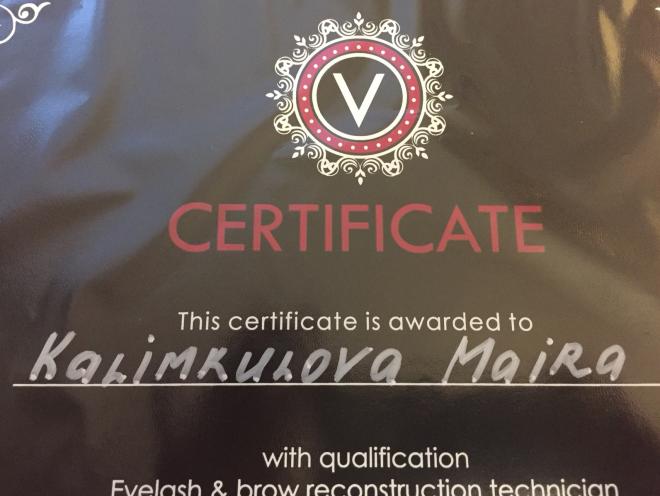 V
CERTIFICATE
This certificate is awarded to
Kalimkulova Maira
with qualification
Eyelash & brow reconstruction technician